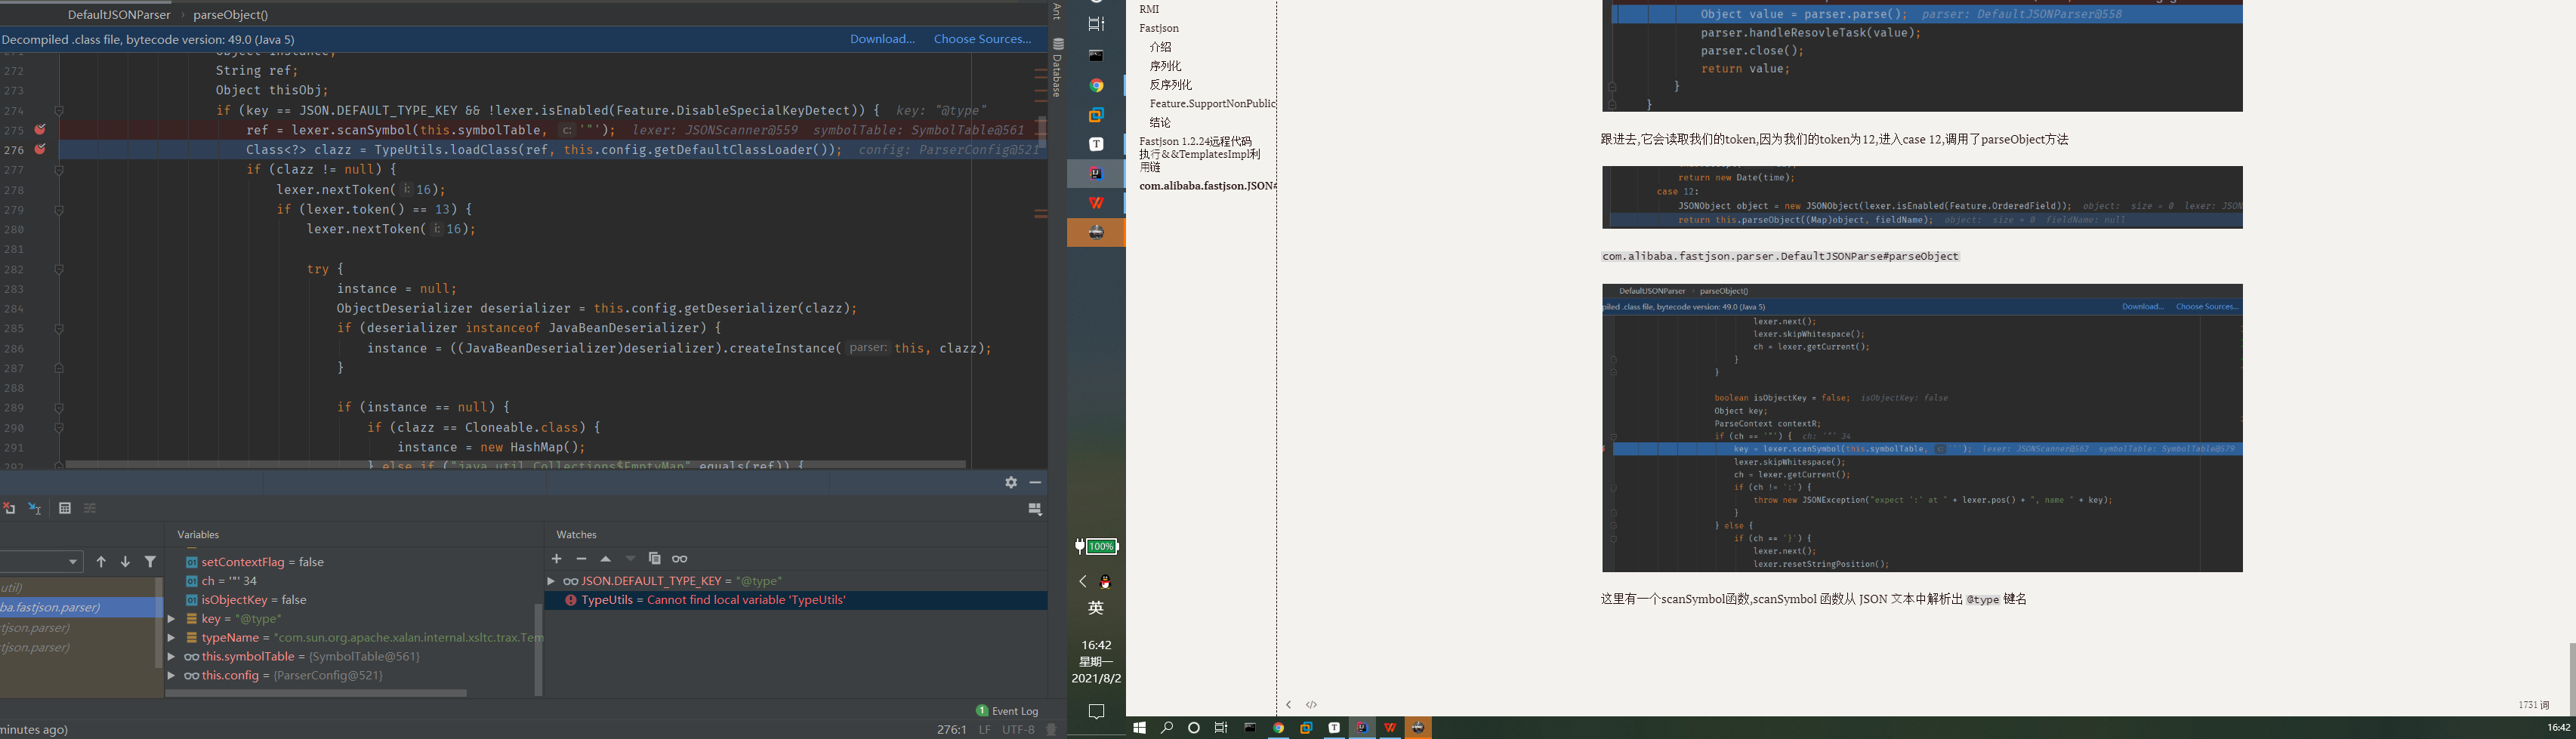 DefaultJSONParser › parseObject()
Decompiled .class file, bytecode version: 49.0 (Java 5)
Download... Choose Sources...
272 String ref;
273 Object thisObj;
274 if (key == JSON.DEFAULT_TYPE_KEY && !lexer.isEnabled(Feature.DisableSpecialKeyDetect)) { key: "@type"
275 ref = lexer.scanSymbol(this.symbolTable, c: '"'); lexer: JSONScanner@559 symbolTable: SymbolTable@561
276 Class<?> clazz = TypeUtils.loadClass(ref, this.config.getDefaultClassLoader()); config: ParserConfig@521
277 if (clazz != null) {
278 lexer.nextToken( i: 16);
279 if (lexer.token() == 13) {
280 lexer.nextToken( i: 16);
281
282 try {
283 instance = null;
284 ObjectDeserializer deserializer = this.config.getDeserializer(clazz);
285 if (deserializer instanceof JavaBeanDeserializer) {
286 instance = ((JavaBeanDeserializer)deserializer).createInstance( parser: this, clazz);
287 }
288
289 if (instance == null) {
290 if (clazz == Cloneable.class) {
291 instance = new HashMap();
292 } else if ("java.util.Collections$EmptyMap".equals(ref)) {
Ant
Database
Variables
Watches
util)
ba.fastjson.parser)
stjson.parser)
stjson.parser)
setContextFlag = false
ch = '"' 34
isObjectKey = false
key = "@type"
typeName = "com.sun.org.apache.xalan.internal.xsltc.trax.Tem
this.symbolTable = {SymbolTable@561}
this.config = {ParserConfig@521}
JSON.DEFAULT_TYPE_KEY = "@type"
TypeUtils = Cannot find local variable 'TypeUtils'
1 Event Log
minutes ago)
276:1 LF UTF-8
100%
英
16:42
星期一
2021/8/2
RMI
Fastjson
介绍
序列化
反序列化
Feature.SupportNonPublic
结论
Fastjson 1.2.24远程代码
执行&&TemplatesImpl利
用链
com.alibaba.fastjson.JSON#
Object value = parser.parse(); parser: DefaultJSONParser@558
parser.handleResovleTask(value);
parser.close();
return value;
}
}
跟进去,它会读取我们的token,因为我们的token为12,进入case 12,调用了parseObject方法
return new Date(time);
case 12:
JSONObject object = new JSONObject(lexer.isEnabled(Feature.OrderedField)); object: size = 0 lexer: JSON
return this.parseObject((Map)object, fieldName); object: size = 0 fieldName: null
com.alibaba.fastjson.parser.DefaultJSONParse#parseObject
DefaultJSONParser › parseObject()
piled .class file, bytecode version: 49.0 (Java 5)
Download... Choose Sources...
lexer.next();
lexer.skipWhitespace();
ch = lexer.getCurrent();
}
}
boolean isObjectKey = false; isObjectKey: false
Object key;
ParseContext contextR;
if (ch == '"') { ch: '"' 34
key = lexer.scanSymbol(this.symbolTable, c: '"'); lexer: JSONScanner@562 symbolTable: SymbolTable@579
lexer.skipWhitespace();
ch = lexer.getCurrent();
if (ch != ':') {
throw new JSONException("expect ':' at " + lexer.pos() + ", name " + key);
}
} else {
if (ch == '}') {
lexer.next();
lexer.resetStringPosition();
这里有一个scanSymbol函数,scanSymbol 函数从 JSON 文本中解析出 @type 键名
1731 词
16:42